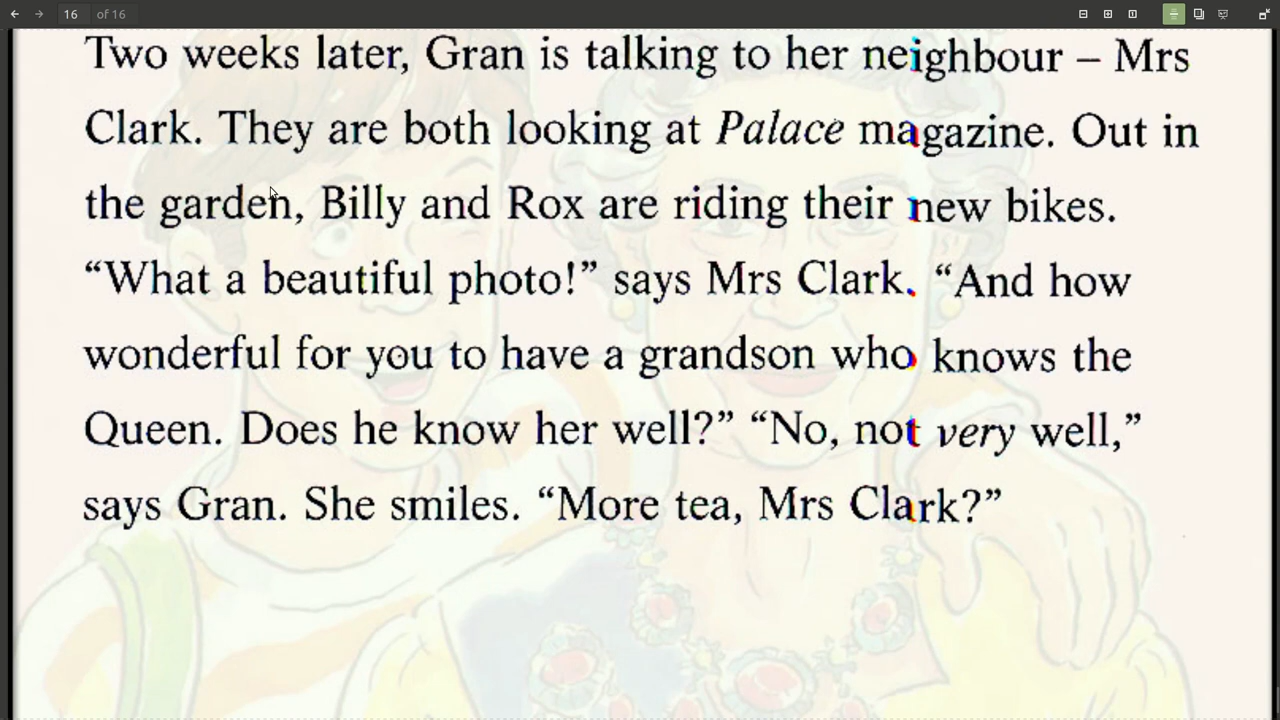 16 of 16
Two weeks later, Gran is talking to her neighbour – Mrs
Clark. They are both looking at Palace magazine. Out in
the garden, Billy and Rox are riding their new bikes.
“What a beautiful photo!” says Mrs Clark. “And how
wonderful for you to have a grandson who knows the
Queen. Does he know her well?” “No, not very well,”
says Gran. She smiles. “More tea, Mrs Clark?”